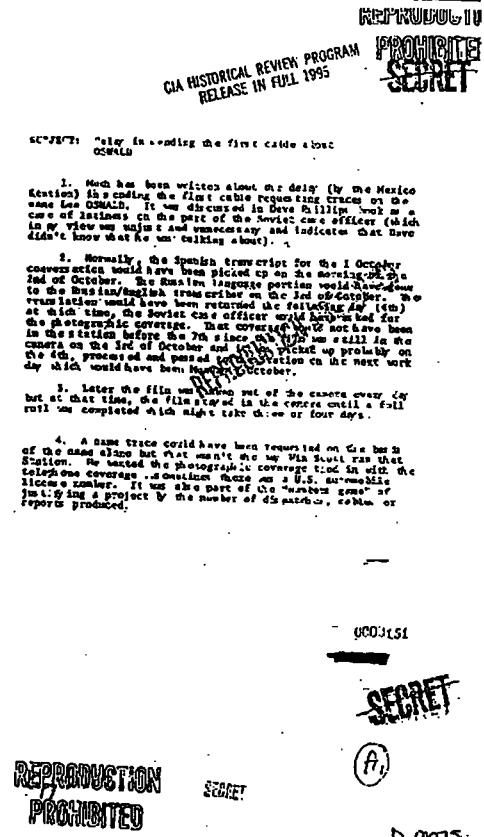 REPRODUCTI
PROHIBITE
SECRET
CIA HISTORICAL REVIEW PROGRAM
RELEASE IN FULL 1995
SUBJECT: Delay in sending the first cable about
OSWALD
1. Much has been written about the delay (by the Mexico
Station) in sending the first cable requesting traces on the
name Lee OSWALD. It was discussed in Dave Phillips book as a
case of laziness on the part of the Soviet case officer (which
in my view was unjust and unnecessary and indicates that Dave
didn't know what he was talking about).
2. Normally, the Spanish transcript for the 1 October
conversation would have been picked up on the morning of the
2nd of October. The Russian language portion would have gone
to the Russian/English transcriber on the 3rd of October. The
translation would have been returned the following day (4th)
at which time, the Soviet case officer could have asked for
the photographic coverage. That coverage would not have been
in the station before the 7th since the film was still in the
camera on the 3rd of October and picked up probably on
the 4th, processed and passed station on the next work
day which would have been October.
3. Later the film was taken out of the camera every day
but at that time, the film stayed in the camera until a full
roll was completed which might take three or four days.
4. A name trace could have been requested on the basis
of the name alone but that wasn't the way Win Scott ran that
Station. He wanted the photographic coverage tied in with the
telephone coverage sometimes there was a U.S. automobile
license number. It was also part of the "numbers game" of
justifying a project by the number of dispatches, cables or
reports produced.
REPRODUCTION
PROHIBITED
0003151
SECRET
A,
REPRODUCTION
PROHIBITED
SECRET